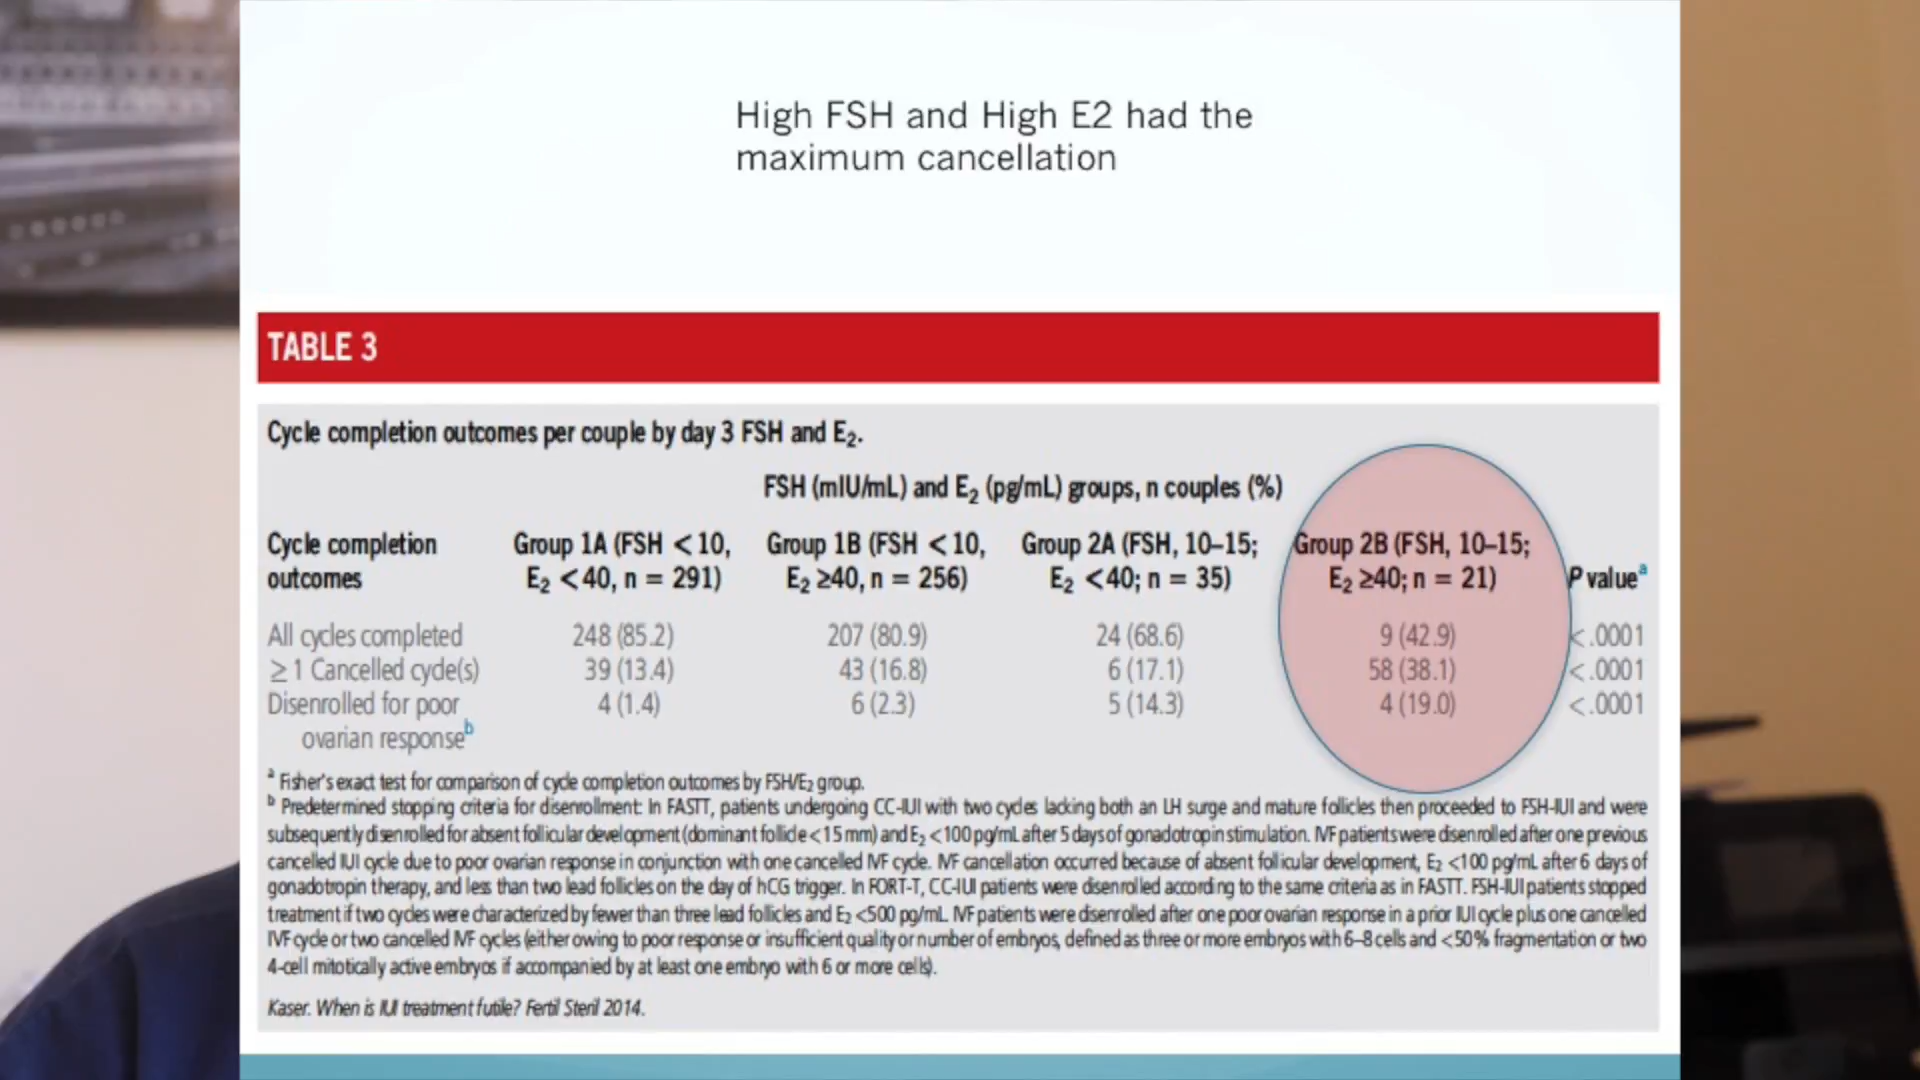 High FSH and High E2 had the
maximum cancellation
TABLE 3
Cycle completion outcomes per couple by day 3 FSH and E₂.
FSH (mIU/mL) and E₂ (pg/mL) groups, n couples (%)
Cycle completion outcomes Group 1A (FSH <10, E₂ <40, n = 291) Group 1B (FSH <10, E₂ ≥40, n = 256) Group 2A (FSH, 10–15; E₂ <40; n = 35) Group 2B (FSH, 10–15; E₂ ≥40; n = 21) P valueᵃ
All cycles completed 248 (85.2) 207 (80.9) 24 (68.6) 9 (42.9) <.0001
≥1 Cancelled cycle(s) 39 (13.4) 43 (16.8) 6 (17.1) 58 (38.1) <.0001
Disenrolled for poor ovarian responseᵇ 4 (1.4) 6 (2.3) 5 (14.3) 4 (19.0) <.0001
ᵃ Fisher's exact test for comparison of cycle completion outcomes by FSH/E₂ group.
ᵇ Predetermined stopping criteria for disenrollment: In FASTT, patients undergoing CC-IUI with two cycles lacking both an LH surge and mature follicles then proceeded to FSH-IUI and were
subsequently disenrolled for absent follicular development (dominant follicle <15 mm) and E₂ <100 pg/mL after 5 days of gonadotropin stimulation. IVF patients were disenrolled after one previous
cancelled IUI cycle due to poor ovarian response in conjunction with one cancelled IVF cycle. IVF cancellation occurred because of absent follicular development, E₂ <100 pg/mL after 6 days of
gonadotropin therapy, and less than two lead follicles on the day of hCG trigger. In FORT-T, CC-IUI patients were disenrolled according to the same criteria as in FASTT. FSH-IUI patients stopped
treatment if two cycles were characterized by fewer than three lead follicles and E₂ <500 pg/mL. IVF patients were disenrolled after one poor ovarian response in a prior IUI cycle plus one cancelled
IVF cycle or two cancelled IVF cycles (either owing to poor response or insufficient quality or number of embryos, defined as three or more embryos with 6–8 cells and <50% fragmentation or two
4-cell mitotically active embryos if accompanied by at least one embryo with 6 or more cells).
Kaser. When is IUI treatment futile? Fertil Steril 2014.